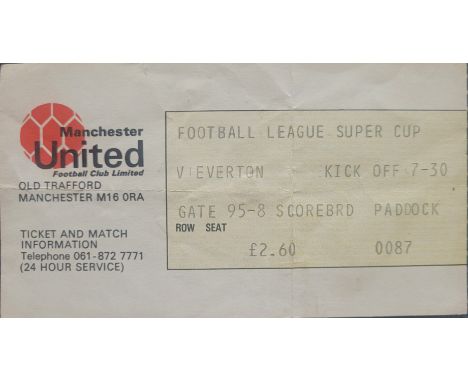 Manchester
United
Football Club Limited
OLD TRAFFORD
MANCHESTER M16 0RA
TICKET AND MATCH
INFORMATION
Telephone 061-872 7771
(24 HOUR SERVICE)
FOOTBALL LEAGUE SUPER CUP
V EVERTON KICK OFF 7-30
GATE 95-8 SCOREBRD PADDOCK
ROW SEAT
£2.60 0087